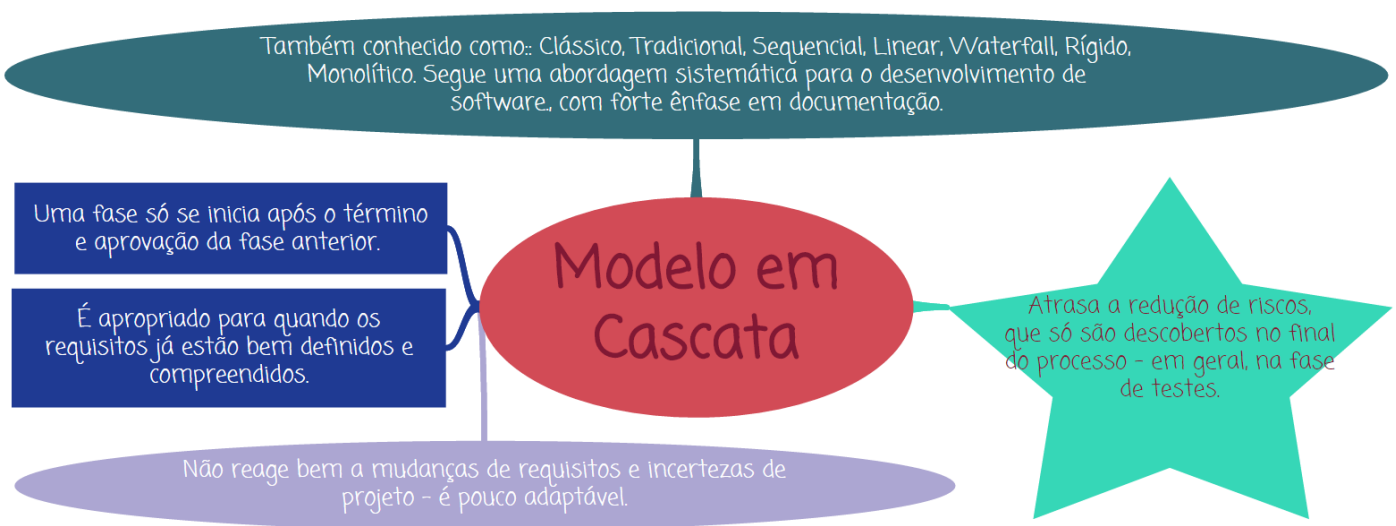 Também conhecido como:: Clássico, Tradicional, Sequencial, Linear, Waterfall, Rígido,
Monolítico. Segue uma abordagem sistemática para o desenvolvimento de
software., com forte ênfase em documentação.
Uma fase só se inicia após o término
e aprovação da fase anterior.
É apropriado para quando os
requisitos já estão bem definidos e
compreendidos.
Modelo em
Cascata
Atrasa a redução de riscos,
que só são descobertos no final
do processo - em geral, na fase
de testes.
Não reage bem a mudanças de requisitos e incertezas de
projeto - é pouco adaptável.